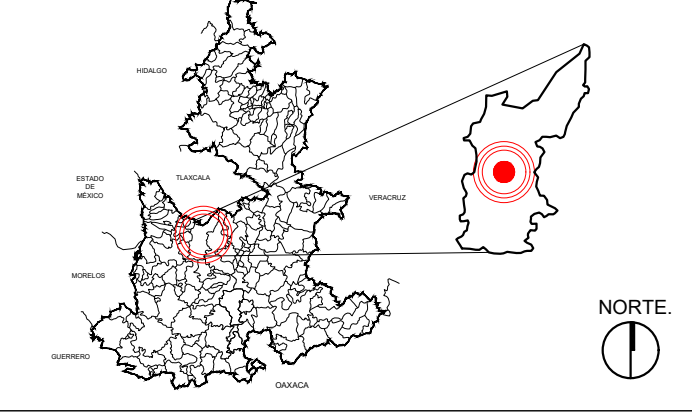 HIDALGO
TLAXCALA
ESTADO
DE
MÉXICO
VERACRUZ
MORELOS
NORTE.
GUERRERO
OAXACA